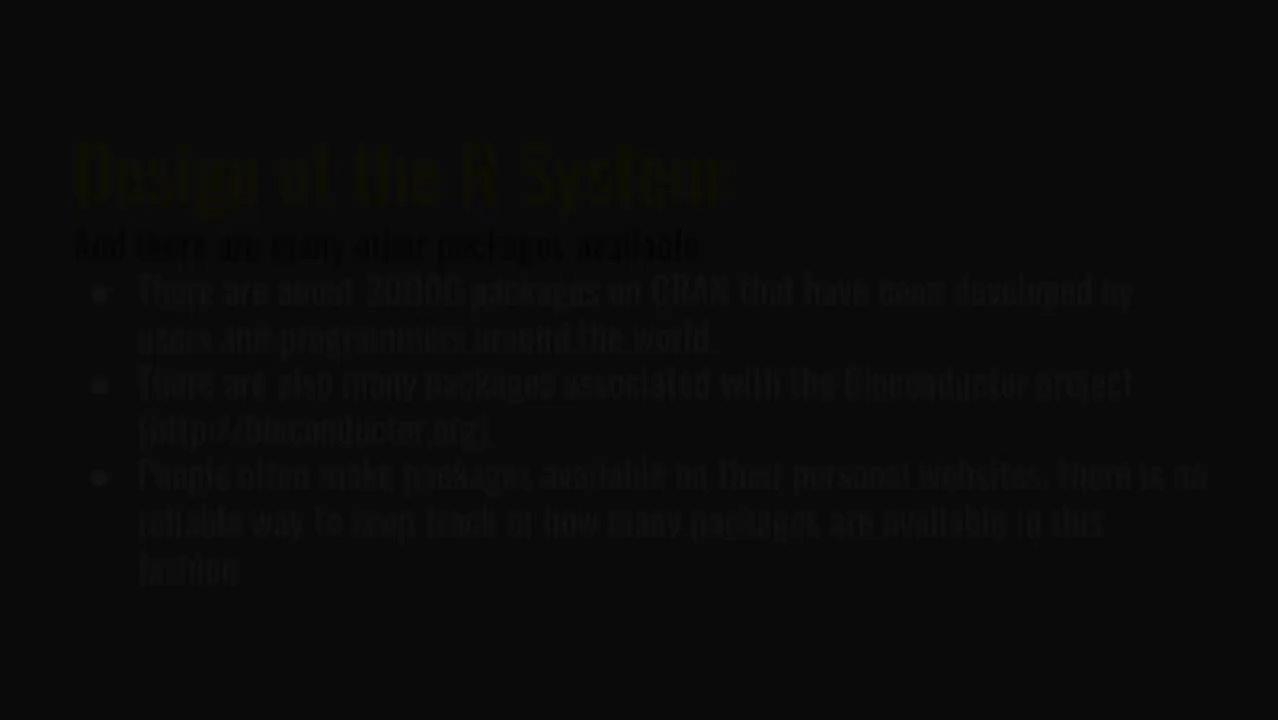 Design of the R System:
And there are many other packages available
• There are about 20000 packages on CRAN that have been developed by
users and programmers around the world.
• There are also many packages associated with the Bioconductor project
(http://bioconductor.org).
• People often make packages available on their personal websites. There is no
reliable way to keep track of how many packages are available in this
fashion.